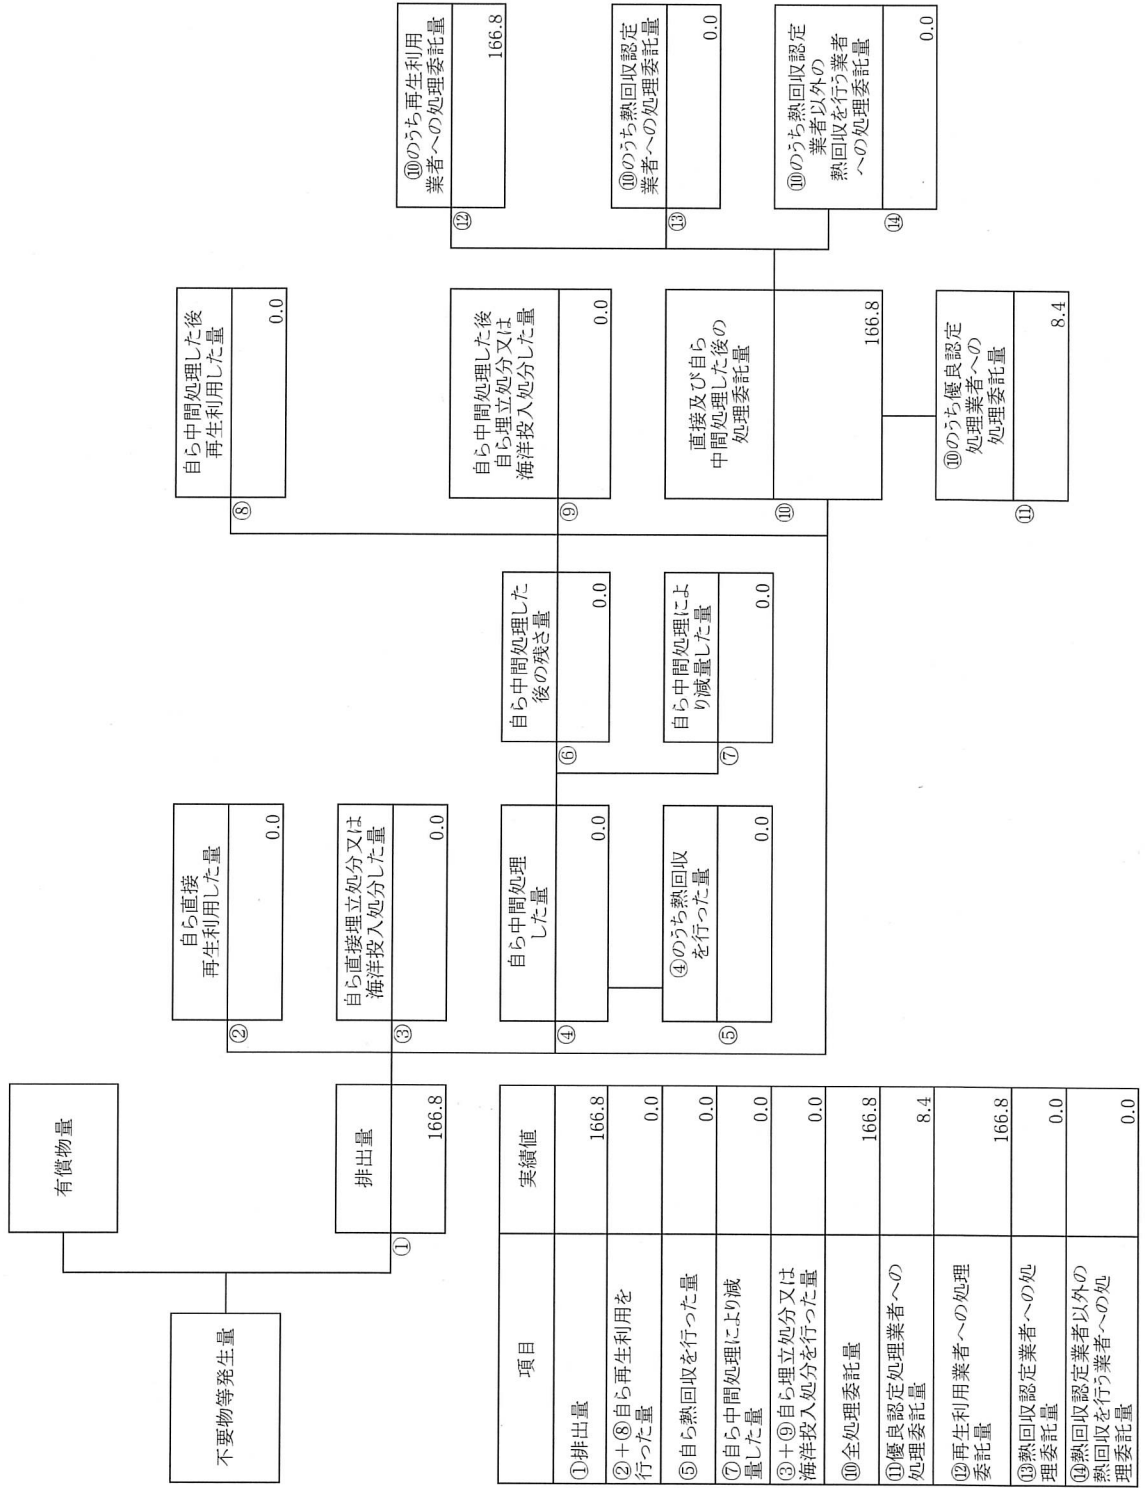 不要物等発生量
有償物量
排出量
①
166.8
自ら直接
再生利用した量
②
0.0
自ら直接埋立処分又は
海洋投入処分した量
③
0.0
自ら中間処理
した量
④
0.0
④のうち熱回収
を行った量
⑤
0.0
自ら中間処理した
後の残さ量
⑥
0.0
自ら中間処理によ
り減量した量
⑦
0.0
自ら中間処理した後
再生利用した量
⑧
0.0
自ら中間処理した後
自ら埋立処分又は
海洋投入処分した量
⑨
0.0
直接及び自ら
中間処理した後の
処理委託量
⑩
166.8
⑩のうち優良認定
処理業者への
処理委託量
⑪
8.4
⑩のうち再生利用
業者への処理委託量
⑫
166.8
⑩のうち熱回収認定
業者への処理委託量
⑬
0.0
⑩のうち熱回収認定
業者以外の
熱回収を行う業者
への処理委託量
⑭
0.0
項目 実績値
①排出量 166.8
②+⑧自ら再生利用を
行った量 0.0
⑤自ら熱回収を行った量 0.0
⑦自ら中間処理により減
量した量 0.0
③+⑨自ら埋立処分又は
海洋投入処分を行った量 0.0
⑩全処理委託量 166.8
⑪優良認定処理業者への
処理委託量 8.4
⑫再生利用業者への処理
委託量 166.8
⑬熱回収認定業者への処
理委託量 0.0
⑭熱回収認定業者以外の
熱回収を行う業者への処
理委託量 0.0